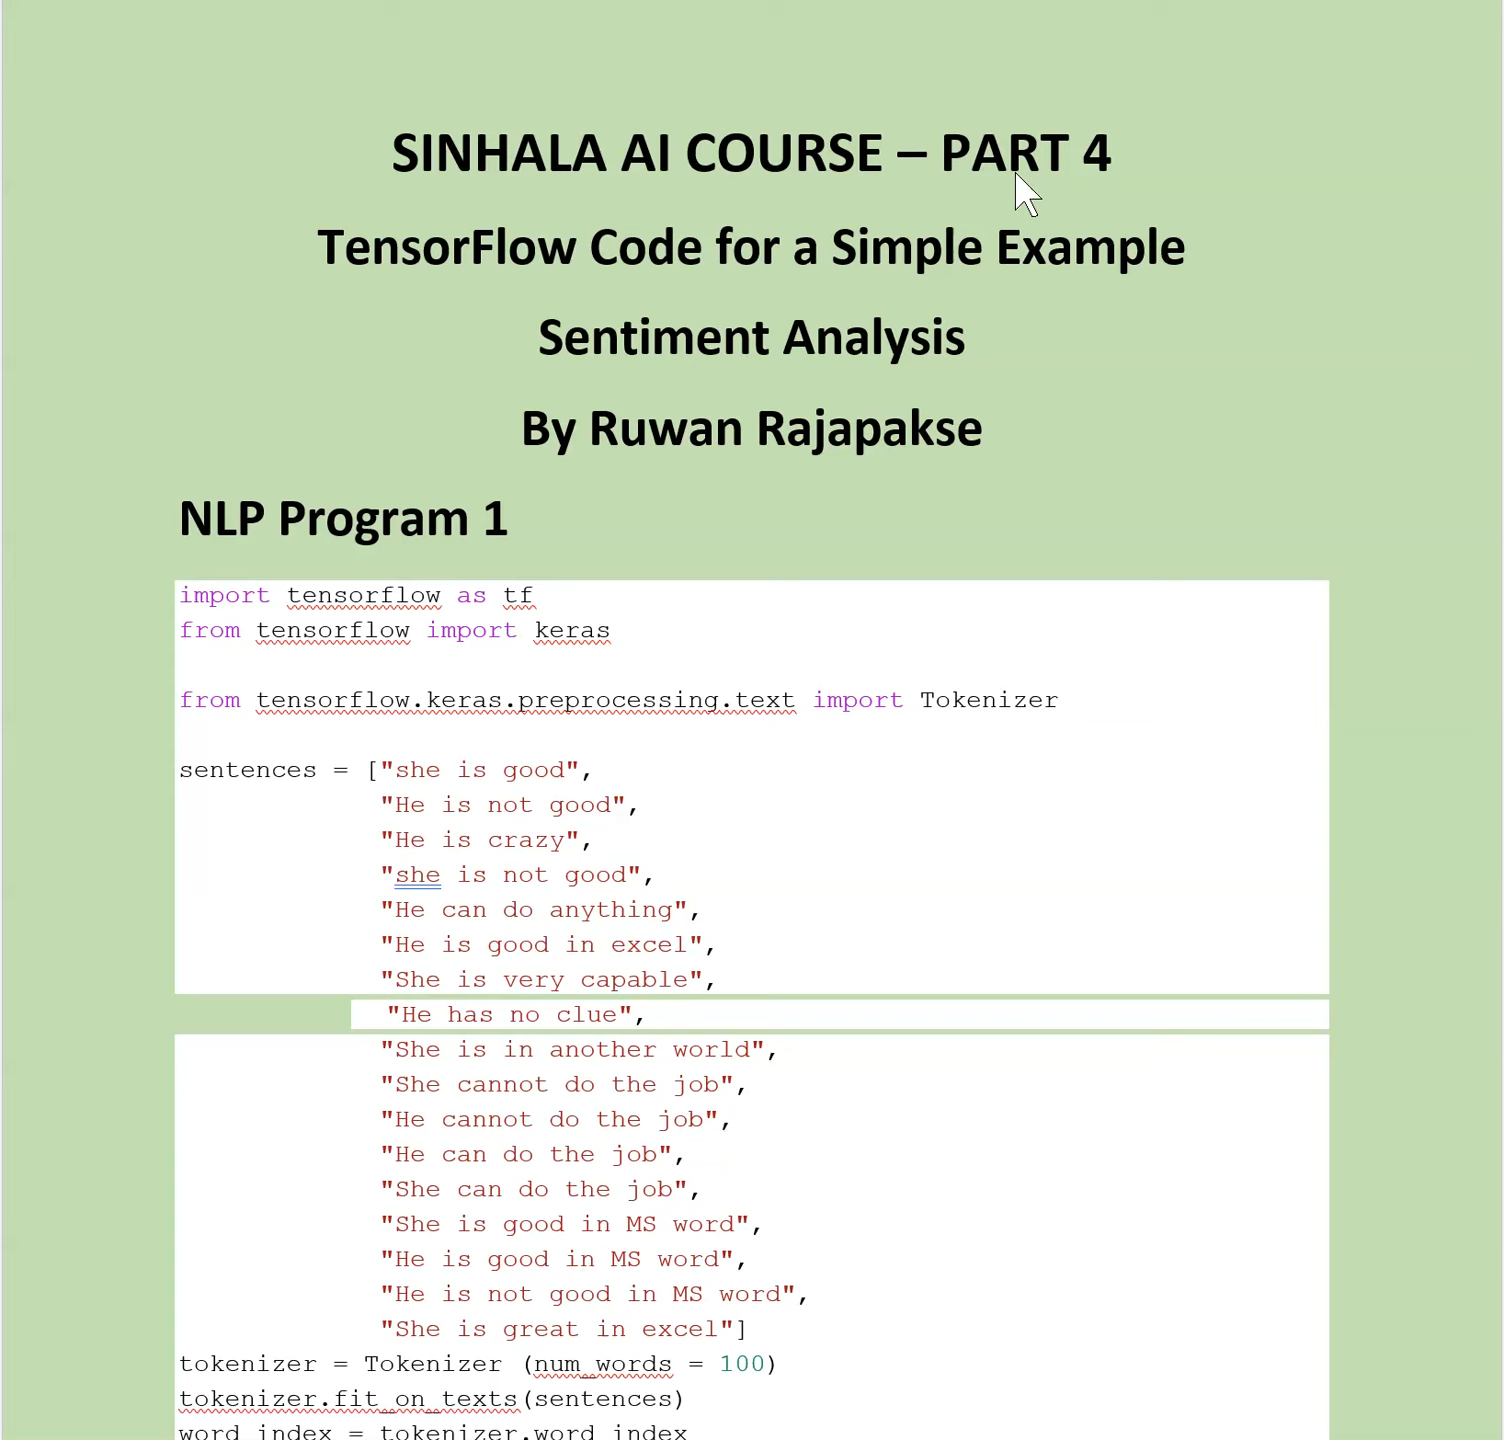 SINHALA AI COURSE – PART 4
TensorFlow Code for a Simple Example
Sentiment Analysis
By Ruwan Rajapakse
NLP Program 1
import tensorflow as tf
from tensorflow import keras
from tensorflow.keras.preprocessing.text import Tokenizer
sentences = ["she is good",
"He is not good",
"He is crazy",
"she is not good",
"He can do anything",
"He is good in excel",
"She is very capable",
"He has no clue",
"She is in another world",
"She cannot do the job",
"He cannot do the job",
"He can do the job",
"She can do the job",
"She is good in MS word",
"He is good in MS word",
"He is not good in MS word",
"She is great in excel"]
tokenizer = Tokenizer (num_words = 100)
tokenizer.fit_on_texts(sentences)
word_index = tokenizer.word_index